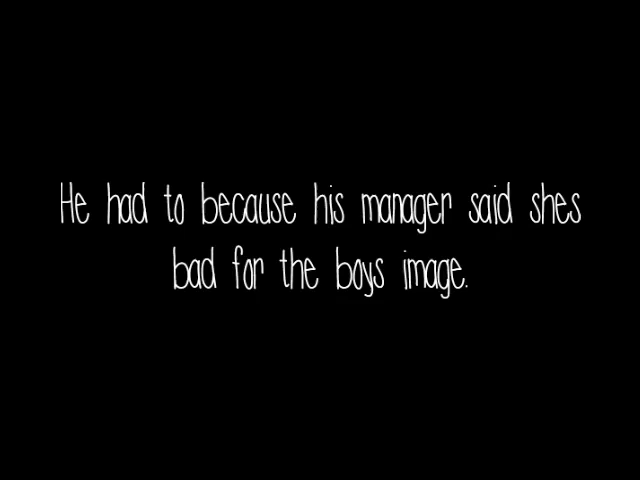 He had to because his manager said shes
bad for the boys image.